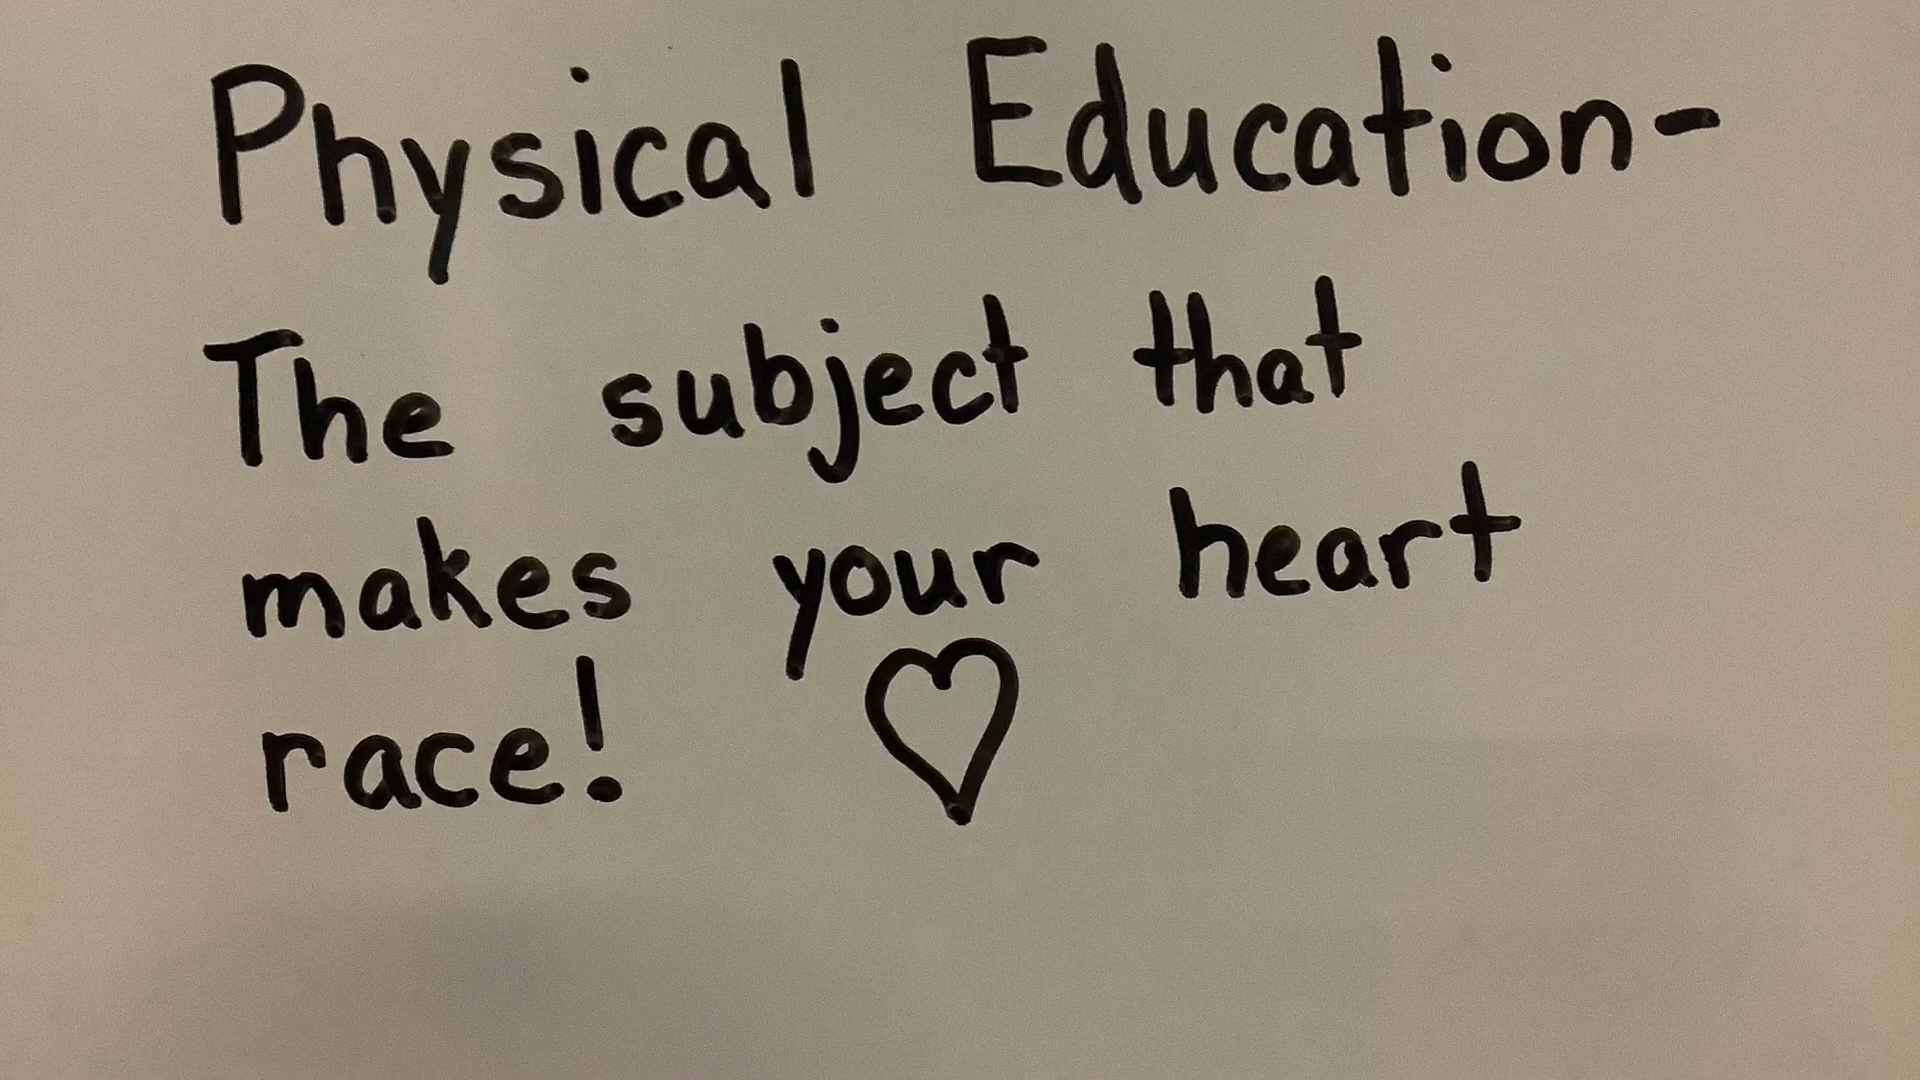 Physical Education-
The subject that
makes your heart
race! ♡